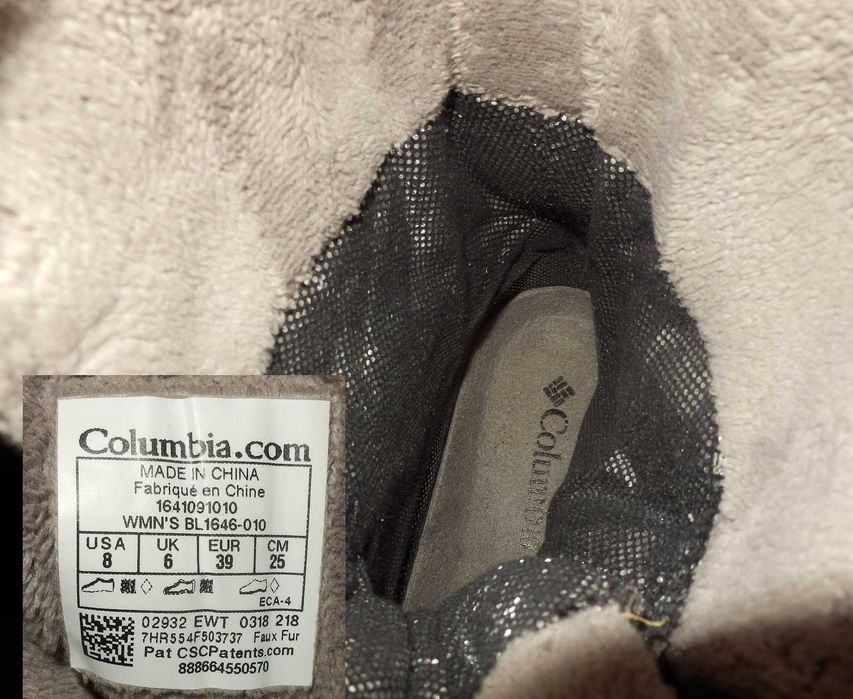 Columbia
Columbia.com
MADE IN CHINA
Fabriqué en Chine
1641091010
WMN'S BL1646-010
USA UK EUR CM
8 6 39 25
ECA-4
02932 EWT 0318 218
7HR554F503737 Faux Fur
Pat CSCPatents.com
888664550570